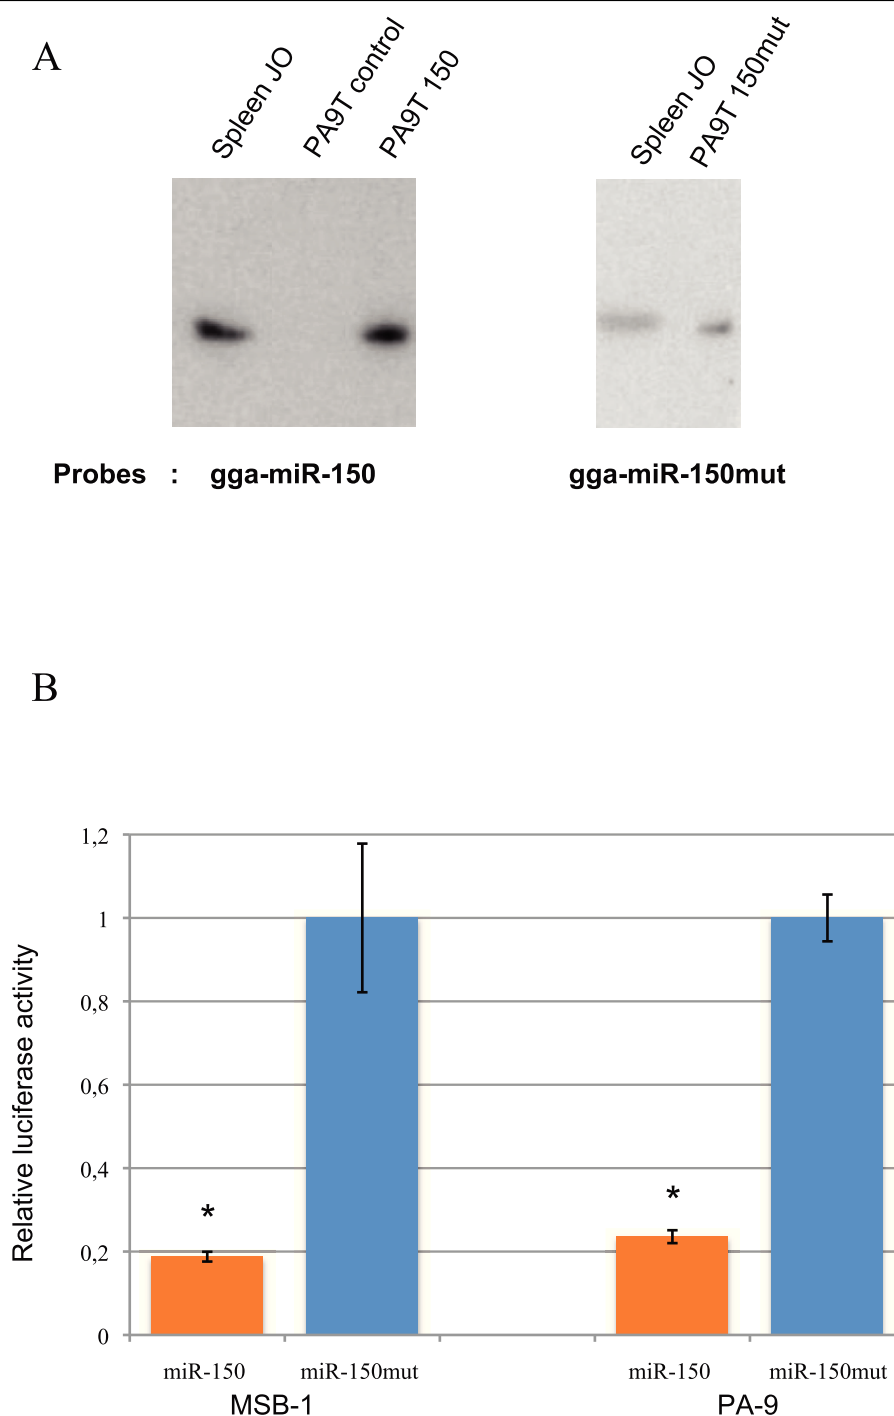 A
Spleen JO
PA9T control
PA9T 150
Spleen JO
PA9T 150mut
Probes : gga-miR-150
gga-miR-150mut
B
Relative luciferase activity
1,2
1
0,8
0,6
0,4
0,2
0
*
*
miR-150
miR-150mut
miR-150
miR-150mut
MSB-1
PA-9